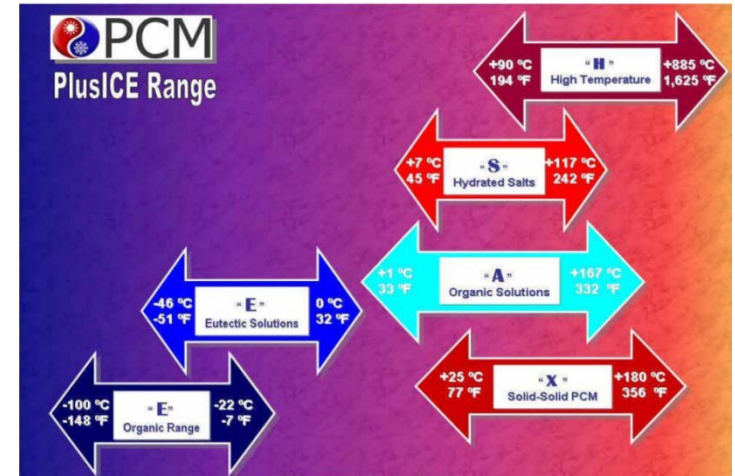 PCM
PlusICE Range
+90 ºC
194 ºF
"H"
High Temperature
+885 ºC
1,625 ºF
+7 ºC
45 ºF
"S"
Hydrated Salts
+117 ºC
242 ºF
+1 ºC
33 ºF
"A"
Organic Solutions
+167 ºC
332 ºF
-46 ºC
-51 ºF
"E"
Eutectic Solutions
0 ºC
32 ºF
+25 ºC
77 ºF
"X"
Solid-Solid PCM
+180 ºC
356 ºF
-100 ºC
-148 ºF
"E"
Organic Range
-22 ºC
-7 ºF